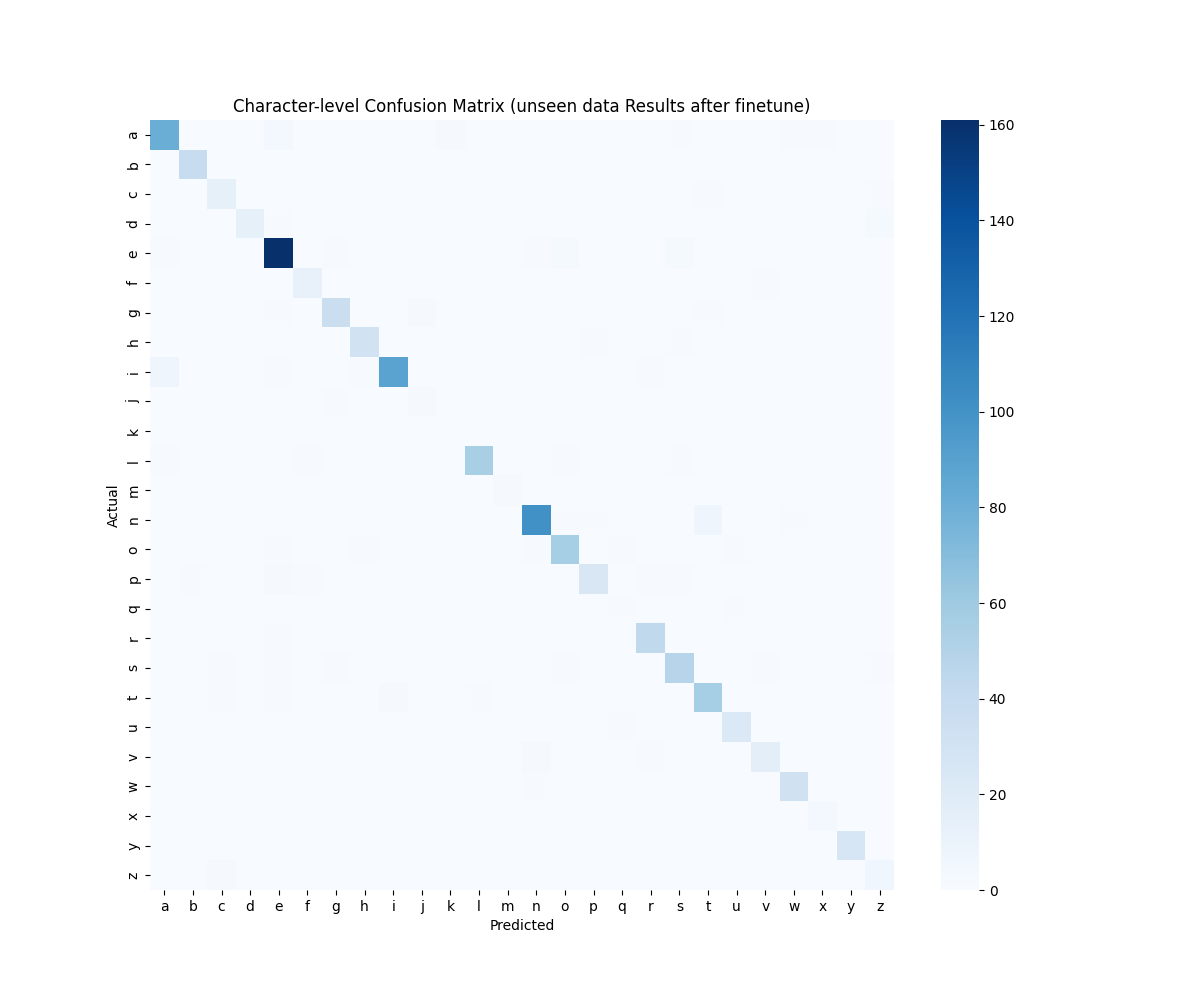 Character-level Confusion Matrix (unseen data Results after finetune)
a
b
c
d
e
f
g
h
i
j
k
l
m
n
o
p
q
r
s
t
u
v
w
x
y
z
Actual
a b c d e f g h i j k l m n o p q r s t u v w x y z
Predicted
160
140
120
100
80
60
40
20
0